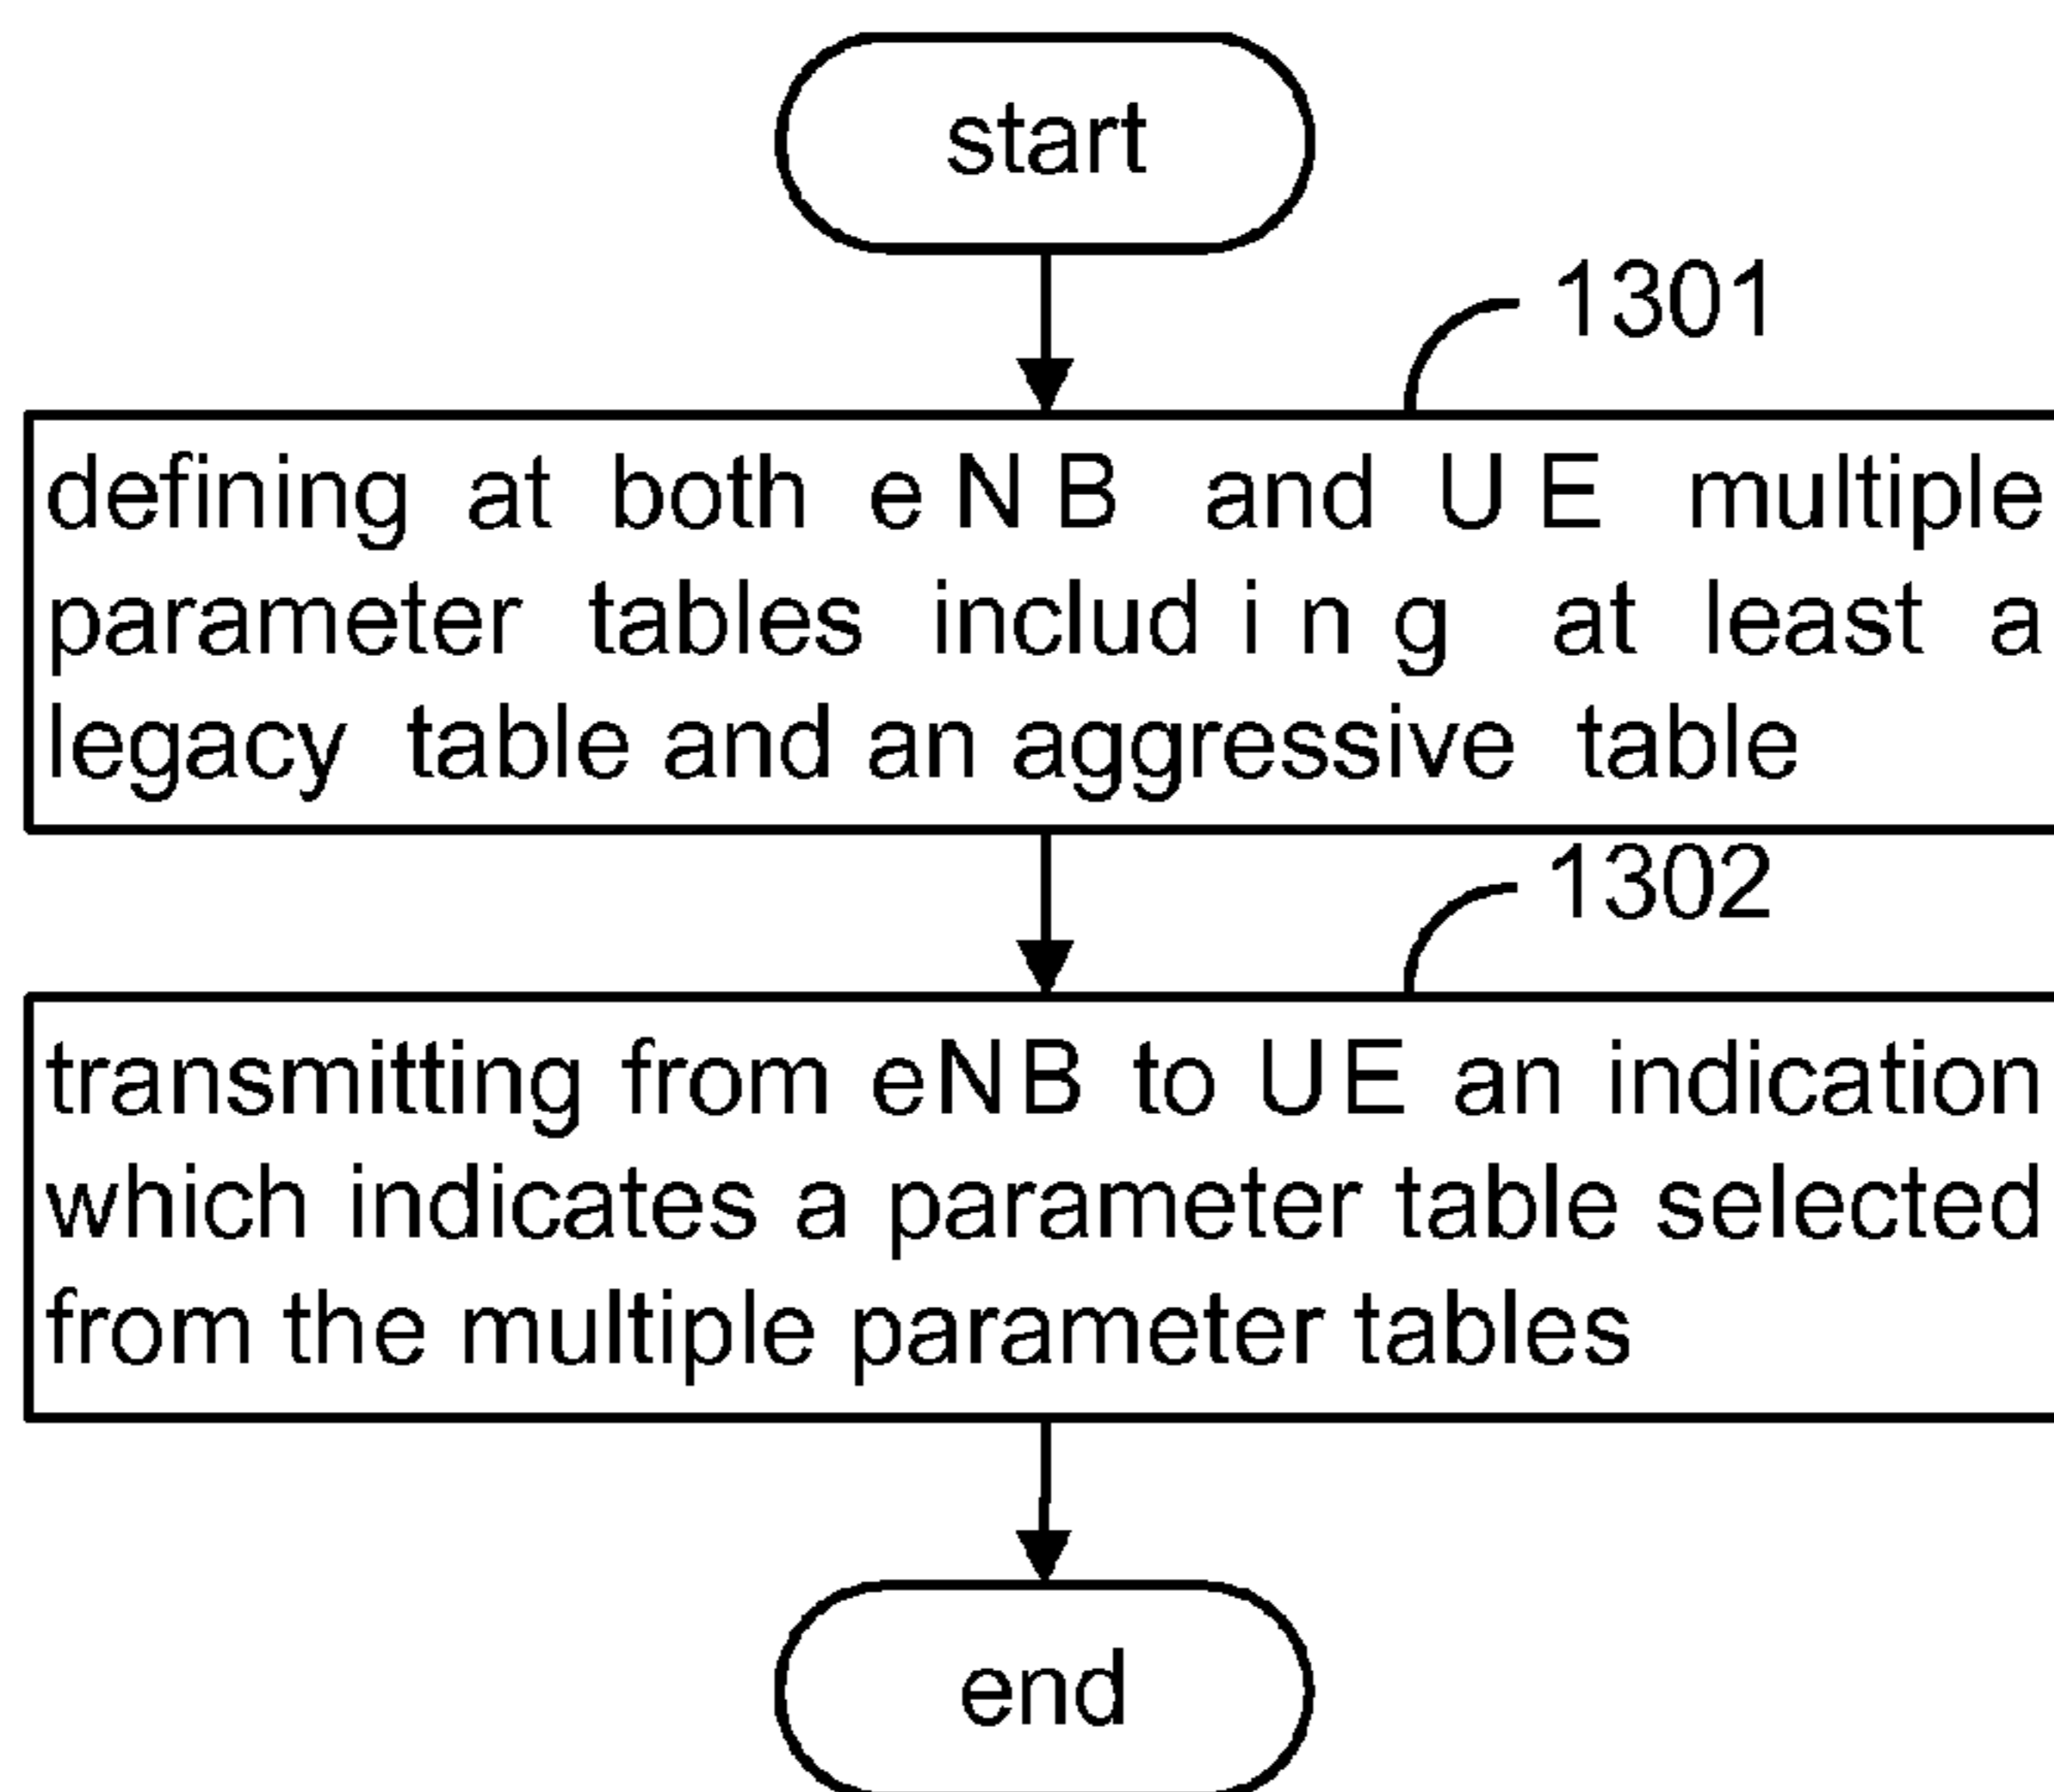 start
1301
defining at both eNB and UE multiple
parameter tables including at least a
legacy table and an aggressive table
1302
transmitting from eNB to UE an indication
which indicates a parameter table selected
from the multiple parameter tables
end